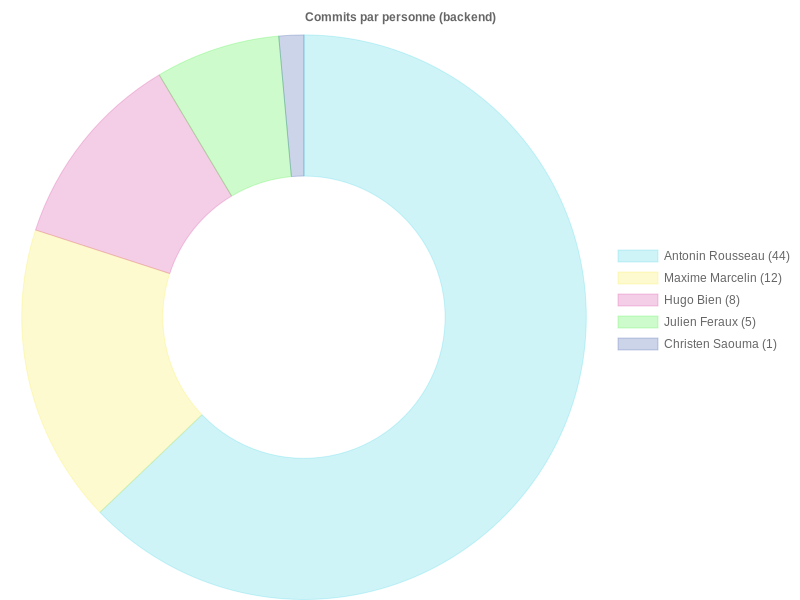 Commits par personne (backend)
Antonin Rousseau (44)
Maxime Marcelin (12)
Hugo Bien (8)
Julien Feraux (5)
Christen Saouma (1)